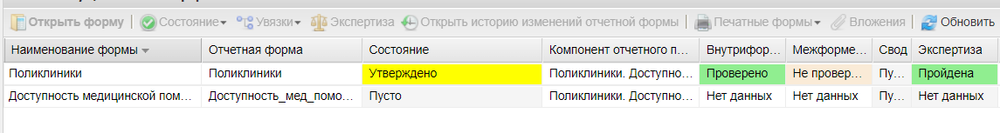 Открыть форму Состояние Увязки Экспертиза Открыть историю изменений отчетной формы Печатные формы Вложения Обновить
Наименование формы Отчетная форма Состояние Компонент отчетного п... Внутрифор... Межформе... Свод Экспертиза
Поликлиники Поликлиники Утверждено Поликлиники. Доступно... Проверено Не провер... Пу... Пройдена
Доступность медицинской пом... Доступность_мед_помо... Пусто Поликлиники. Доступно... Нет данных Нет данных Пу... Нет данных